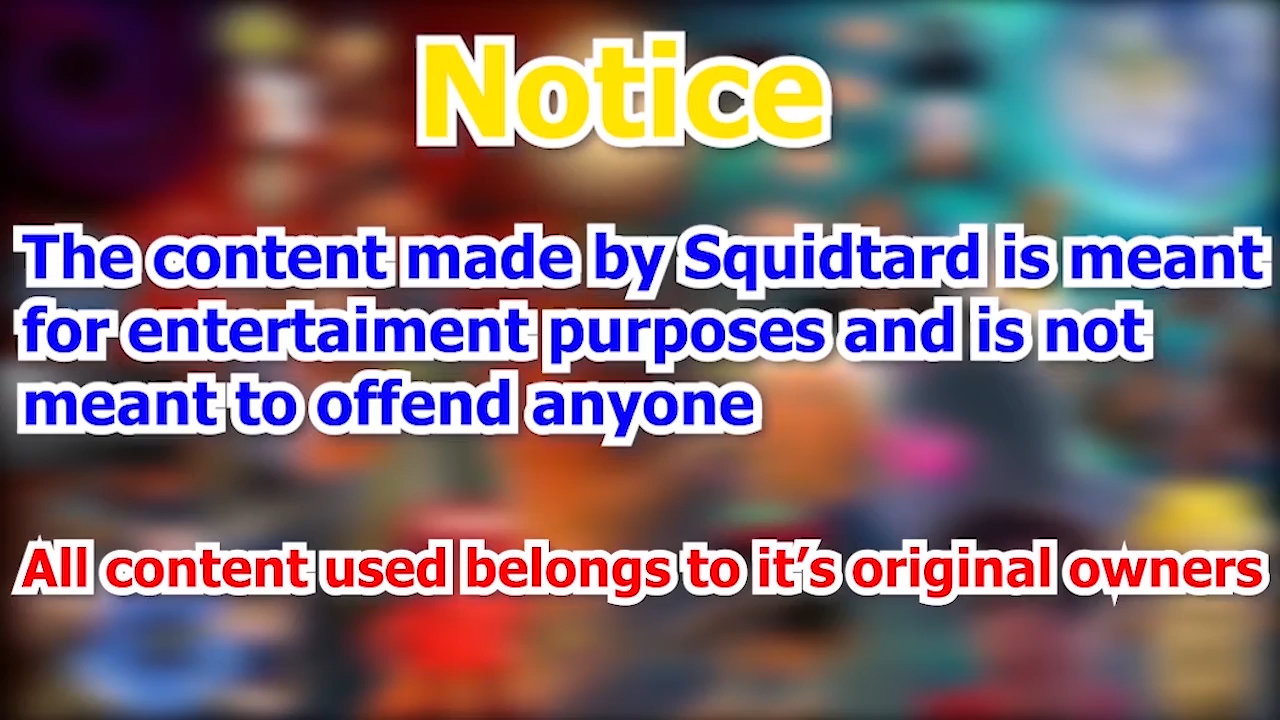 Notice
The content made by Squidtard is meant
for entertaiment purposes and is not
meant to offend anyone
All content used belongs to it’s original owners